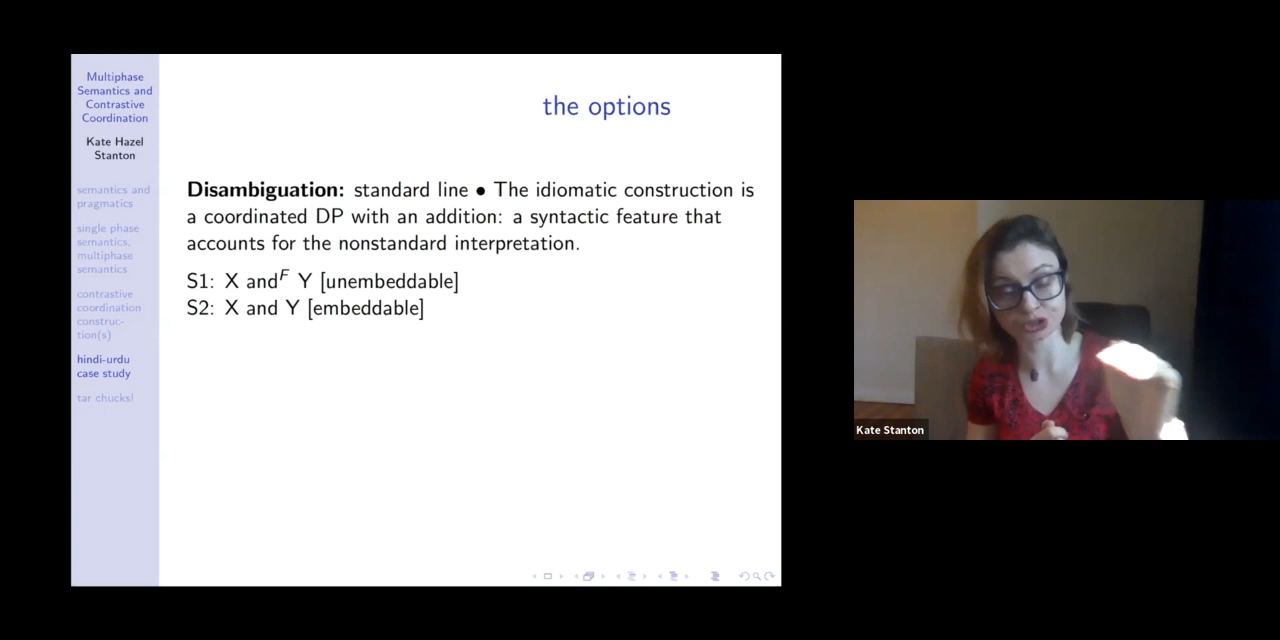 Multiphase
Semantics and
Contrastive
Coordination
Kate Hazel
Stanton
semantics and
pragmatics
single phase
semantics,
multiphase
semantics
contrastive
coordination
construc-
tion(s)
hindi-urdu
case study
tar chucks!
the options
Disambiguation: standard line • The idiomatic construction is
a coordinated DP with an addition: a syntactic feature that
accounts for the nonstandard interpretation.
S1: X and^F Y [unembeddable]
S2: X and Y [embeddable]
Kate Stanton